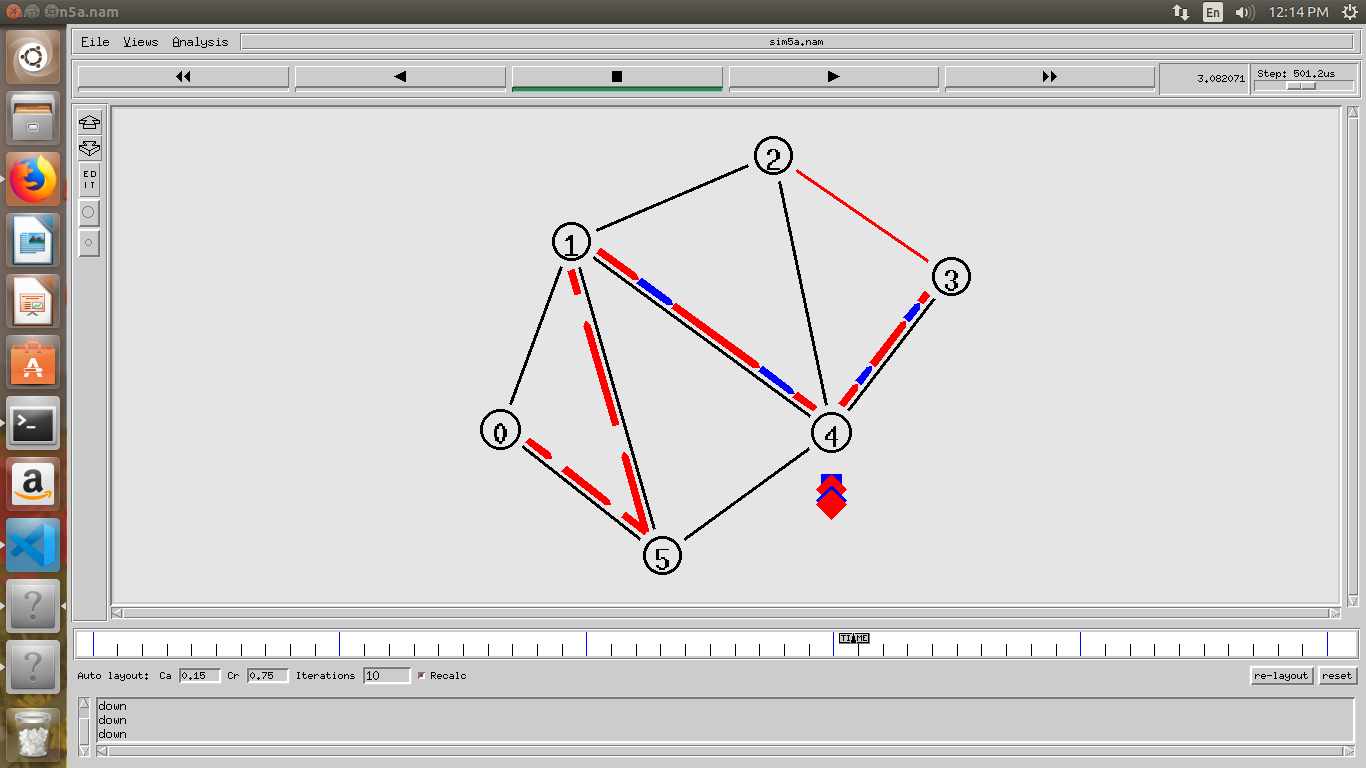 sim5a.nam
En
12:14 PM
File Views Analysis
sim5a.nam
3.082071
Step: 501.2us
ED
IT
2
1
3
0
4
5
TIME
Auto layout: Ca 0.15 Cr 0.75 Iterations 10 Recalc
re-layout reset
down
down
down
>_
a
?
?